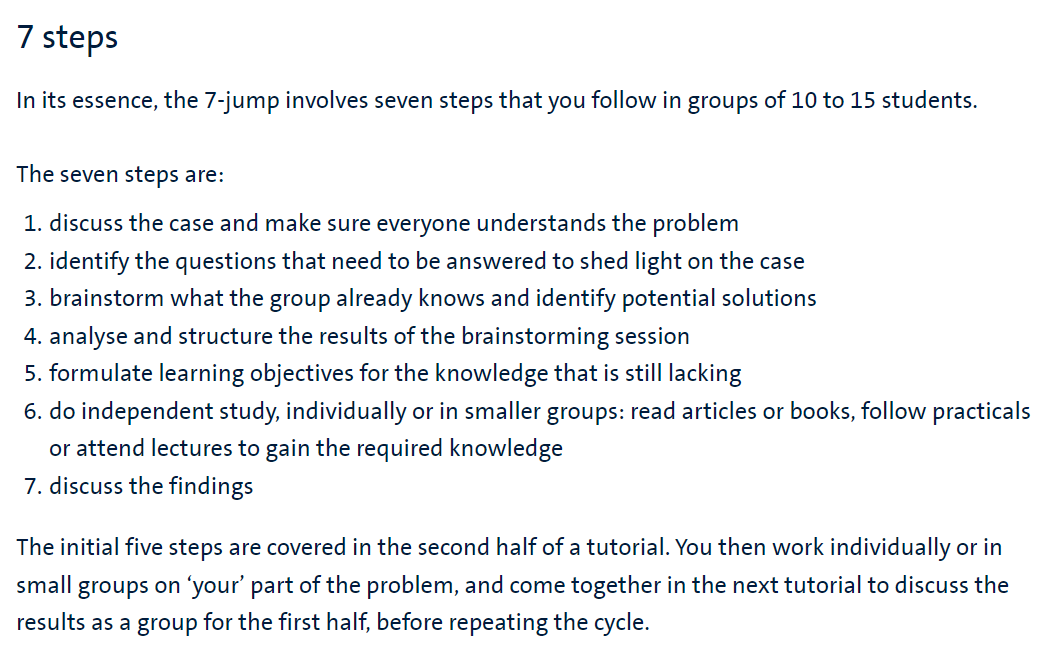 7 steps
In its essence, the 7-jump involves seven steps that you follow in groups of 10 to 15 students.
The seven steps are:
1. discuss the case and make sure everyone understands the problem
2. identify the questions that need to be answered to shed light on the case
3. brainstorm what the group already knows and identify potential solutions
4. analyse and structure the results of the brainstorming session
5. formulate learning objectives for the knowledge that is still lacking
6. do independent study, individually or in smaller groups: read articles or books, follow practicals
or attend lectures to gain the required knowledge
7. discuss the findings
The initial five steps are covered in the second half of a tutorial. You then work individually or in
small groups on ‘your’ part of the problem, and come together in the next tutorial to discuss the
results as a group for the first half, before repeating the cycle.